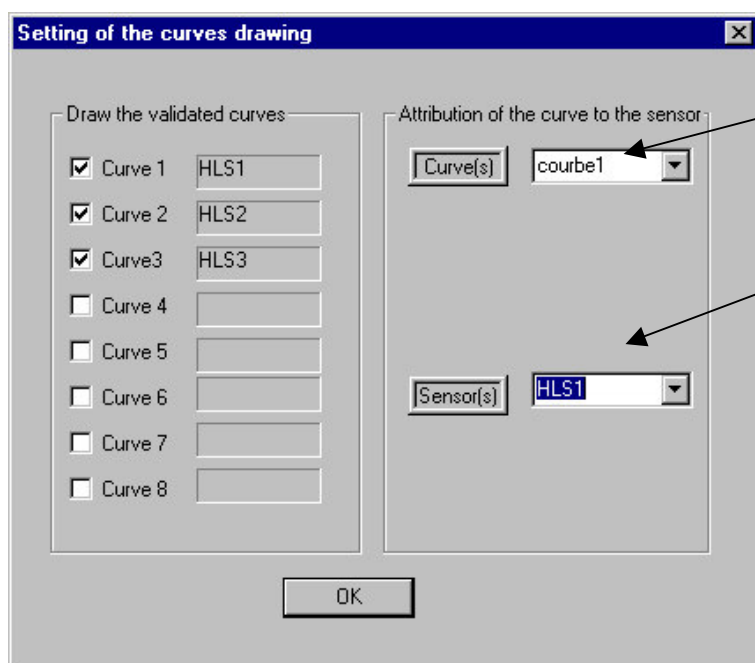 Setting of the curves drawing
Draw the validated curves
Curve 1 HLS1
Curve 2 HLS2
Curve3 HLS3
Curve 4
Curve 5
Curve 6
Curve 7
Curve 8
Attribution of the curve to the sensor
Curve(s) courbe1
Sensor(s) HLS1
OK